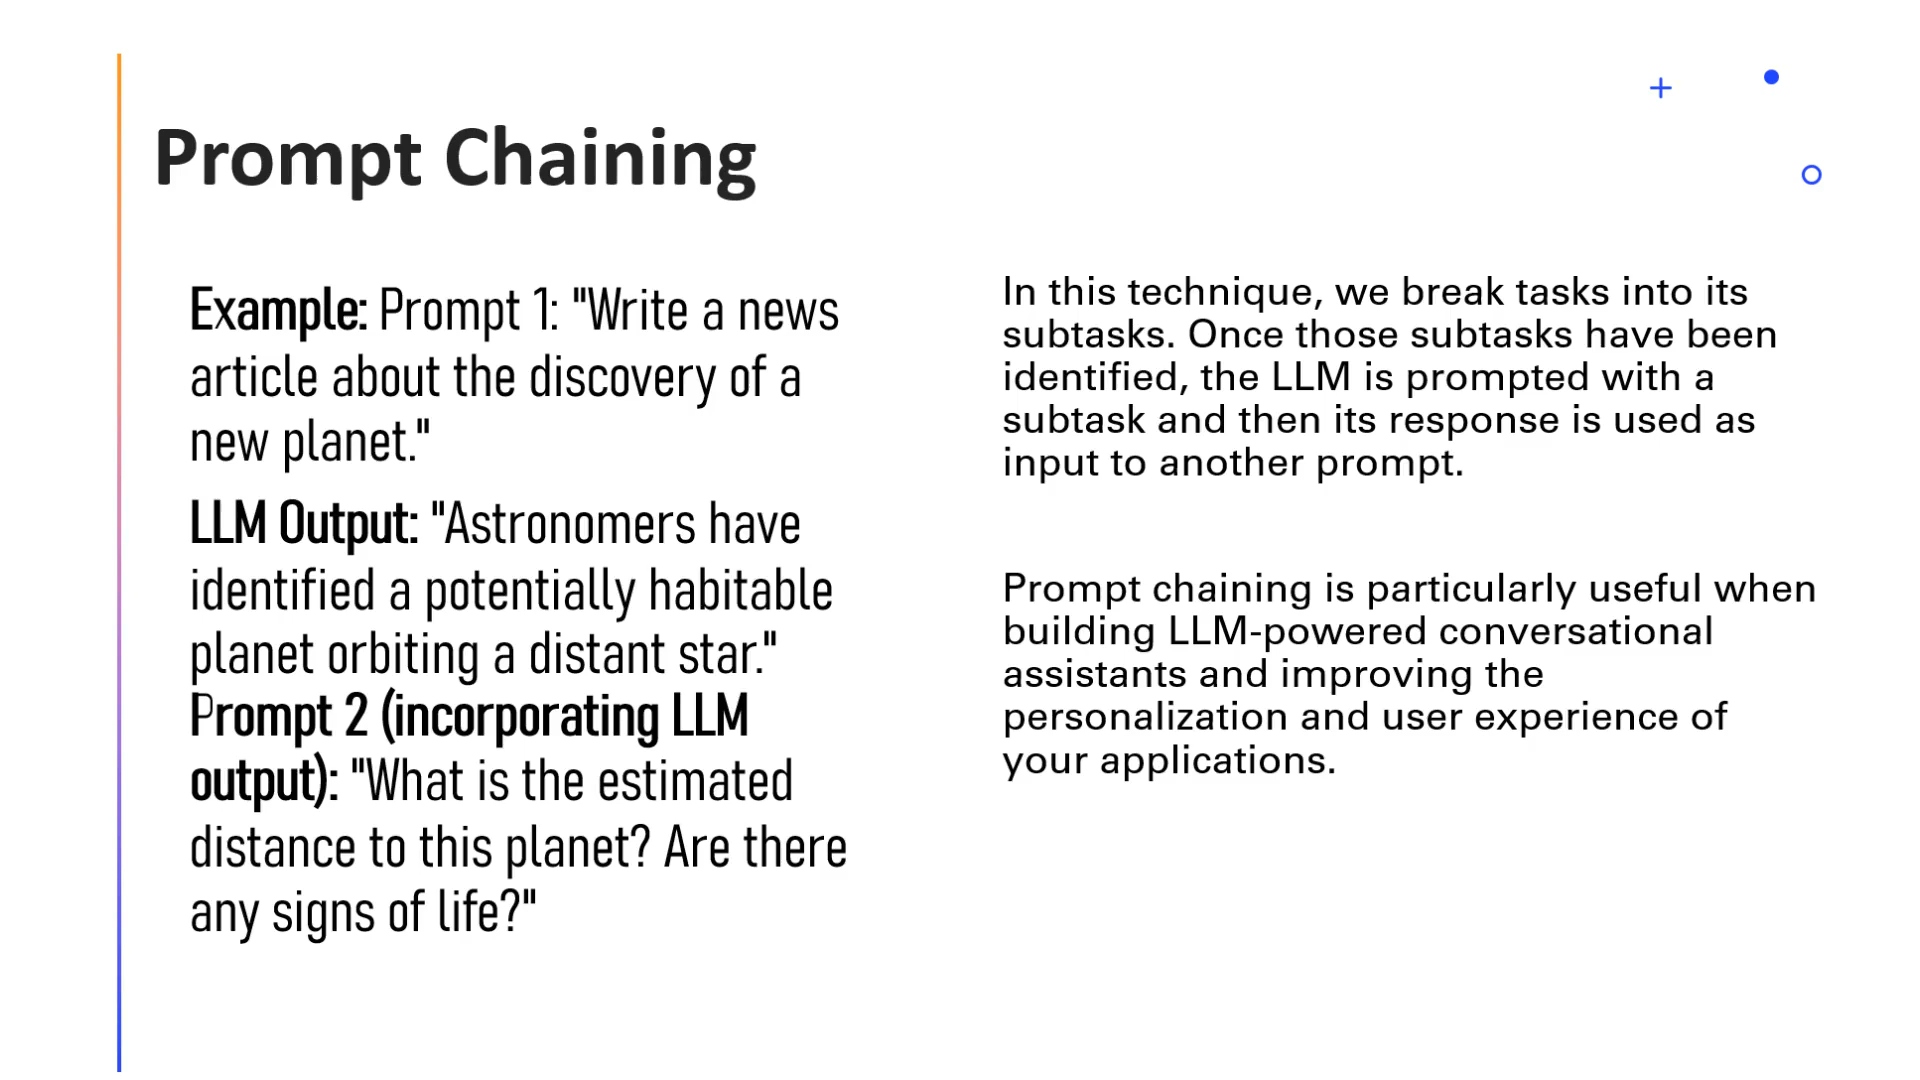 Prompt Chaining
Example: Prompt 1: "Write a news
article about the discovery of a
new planet."
LLM Output: "Astronomers have
identified a potentially habitable
planet orbiting a distant star."
Prompt 2 (incorporating LLM
output): "What is the estimated
distance to this planet? Are there
any signs of life?"
In this technique, we break tasks into its
subtasks. Once those subtasks have been
identified, the LLM is prompted with a
subtask and then its response is used as
input to another prompt.
Prompt chaining is particularly useful when
building LLM-powered conversational
assistants and improving the
personalization and user experience of
your applications.